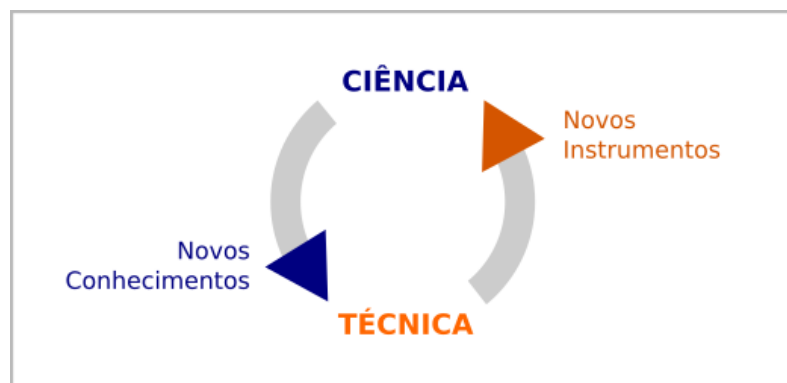 CIÊNCIA
Novos
Instrumentos
Novos
Conhecimentos
TÉCNICA